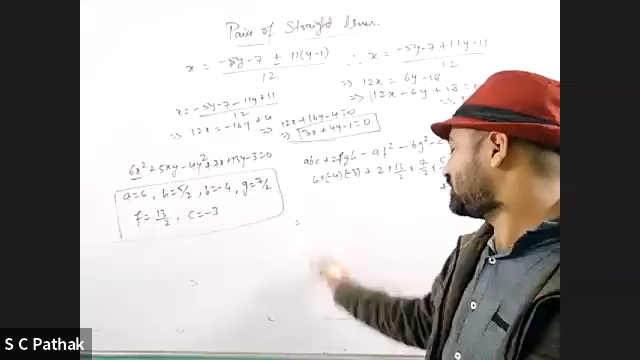 Pair of Straight lines.
x = -5y-7 ± 11(y-1) / 12
∴ x = -5y-7+11y-11 / 12
⇒ 12x = 6y-18
⇒ 12x-6y+18=0
x = -5y-7-11y+11 / 12
⇒ 12x = -16y+4
⇒ 12x+16y-4=0
⇒ 3x+4y-1=0
6x²+5xy-4y²+7x+13y-3=0
a=6, h=5/2, b=-4, g=7/2
f=13/2, c=-3
abc+2fgh-af²-bg²-c
6×(-4)(-3) + 2×13/2×7/2×5
+
=
S C Pathak